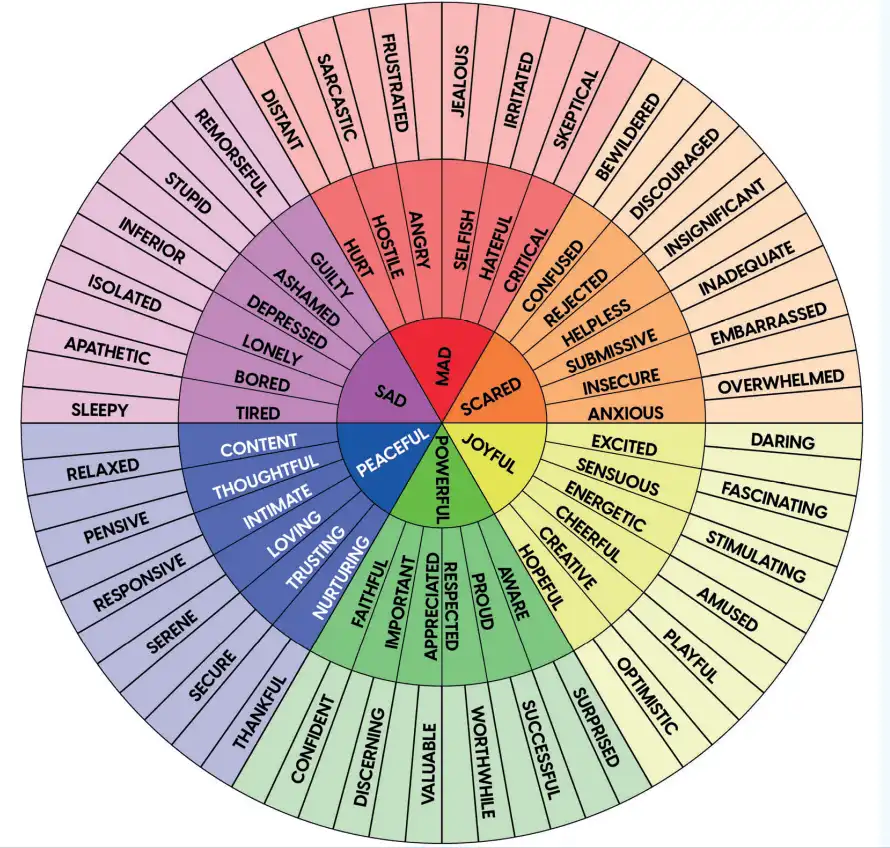 MAD
SCARED
JOYFUL
POWERFUL
PEACEFUL
SAD
HURT
HOSTILE
ANGRY
SELFISH
HATEFUL
CRITICAL
CONFUSED
REJECTED
HELPLESS
SUBMISSIVE
INSECURE
ANXIOUS
EXCITED
SENSUOUS
ENERGETIC
CHEERFUL
CREATIVE
HOPEFUL
AWARE
PROUD
RESPECTED
APPRECIATED
IMPORTANT
FAITHFUL
NURTURING
TRUSTING
LOVING
INTIMATE
THOUGHTFUL
CONTENT
TIRED
BORED
LONELY
DEPRESSED
ASHAMED
GUILTY
DISTANT
SARCASTIC
FRUSTRATED
JEALOUS
IRRITATED
SKEPTICAL
BEWILDERED
DISCOURAGED
INSIGNIFICANT
INADEQUATE
EMBARRASSED
OVERWHELMED
DARING
FASCINATING
STIMULATING
AMUSED
PLAYFUL
OPTIMISTIC
SURPRISED
SUCCESSFUL
WORTHWHILE
VALUABLE
DISCERNING
CONFIDENT
THANKFUL
SECURE
SERENE
RESPONSIVE
PENSIVE
RELAXED
SLEEPY
APATHETIC
ISOLATED
INFERIOR
STUPID
REMORSEFUL